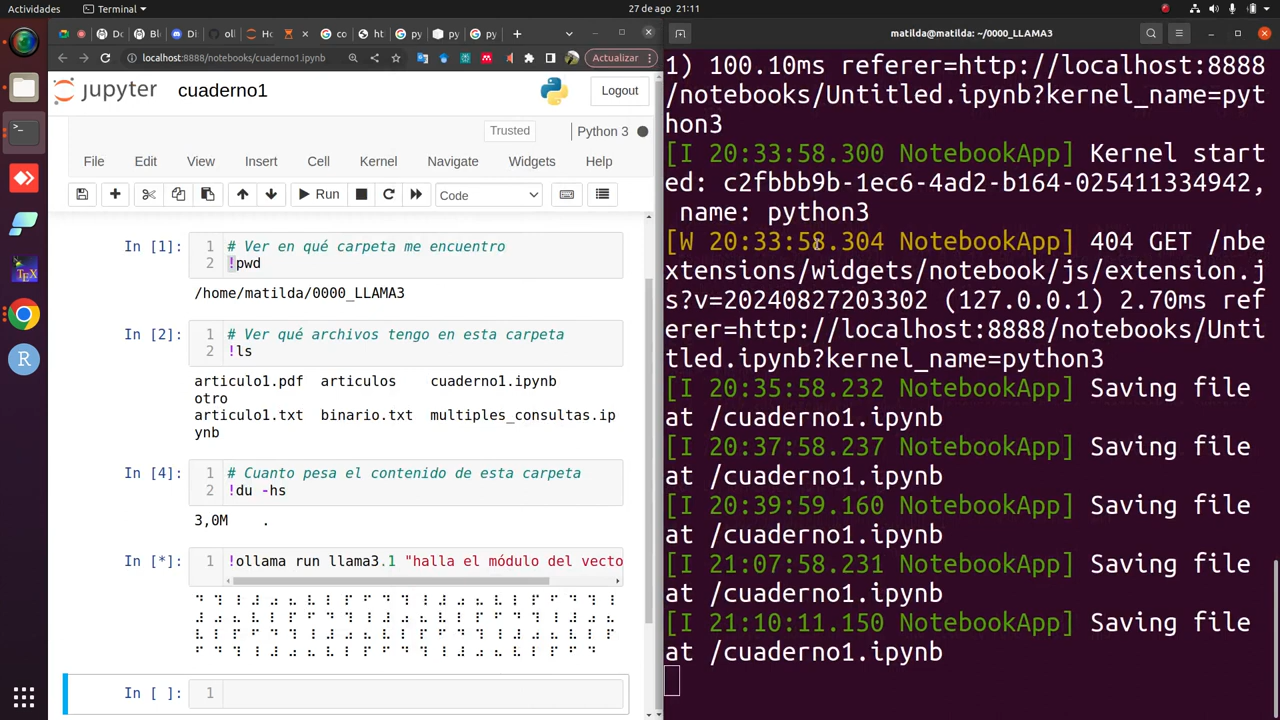 Actividades
Terminal
27 de ago 21:11
Di
oll
Ho
co
ht
py
py
py
localhost:8888/notebooks/cuaderno1.ipynb
Actualizar
jupyter
cuaderno1
Logout
Trusted
Python 3
File Edit View Insert Cell Kernel Navigate Widgets Help
Run
Code
In [1]:
1 # Ver en qué carpeta me encuentro
2 !pwd
/home/matilda/0000_LLAMA3
In [2]:
1 # Ver qué archivos tengo en esta carpeta
2 !ls
articulo1.pdf articulos cuaderno1.ipynb
otro
articulo1.txt binario.txt multiples_consultas.ip
ynb
In [4]:
1 # Cuanto pesa el contenido de esta carpeta
2 !du -hs
3,0M .
In [*]:
1 !ollama run llama3.1 "halla el módulo del vecto
In [ ]:
1
matilda@matilda: ~/0000_LLAMA3
1) 100.10ms referer=http://localhost:8888
/notebooks/Untitled.ipynb?kernel_name=pyt
hon3
[I 20:33:58.300 NotebookApp] Kernel start
ed: c2fbbb9b-1ec6-4ad2-b164-025411334942,
name: python3
[W 20:33:58.304 NotebookApp] 404 GET /nbe
xtensions/widgets/notebook/js/extension.j
s?v=20240827203302 (127.0.0.1) 2.70ms ref
erer=http://localhost:8888/notebooks/Unti
tled.ipynb?kernel_name=python3
[I 20:35:58.232 NotebookApp] Saving file
at /cuaderno1.ipynb
[I 20:37:58.237 NotebookApp] Saving file
at /cuaderno1.ipynb
[I 20:39:59.160 NotebookApp] Saving file
at /cuaderno1.ipynb
[I 21:07:58.231 NotebookApp] Saving file
at /cuaderno1.ipynb
[I 21:10:11.150 NotebookApp] Saving file
at /cuaderno1.ipynb
TEX
R